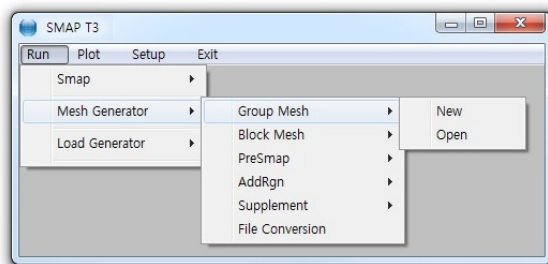 SMAP T3
Run Plot Setup Exit
Smap
Mesh Generator
Load Generator
Group Mesh
Block Mesh
PreSmap
AddRgn
Supplement
File Conversion
New
Open